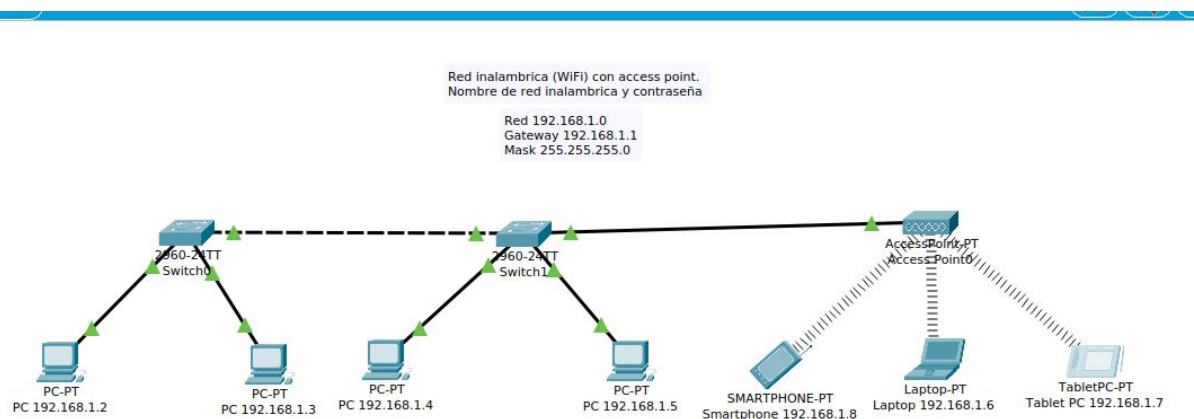 Red inalambrica (WiFi) con access point.
Nombre de red inalambrica y contraseña
Red 192.168.1.0
Gateway 192.168.1.1
Mask 255.255.255.0
2960-24TT
Switch0
2960-24TT
Switch1
AccessPoint-PT
Access Point0
PC-PT
PC 192.168.1.2
PC-PT
PC 192.168.1.3
PC-PT
PC 192.168.1.4
PC-PT
PC 192.168.1.5
SMARTPHONE-PT
Smartphone 192.168.1.8
Laptop-PT
Laptop 192.168.1.6
TabletPC-PT
Tablet PC 192.168.1.7